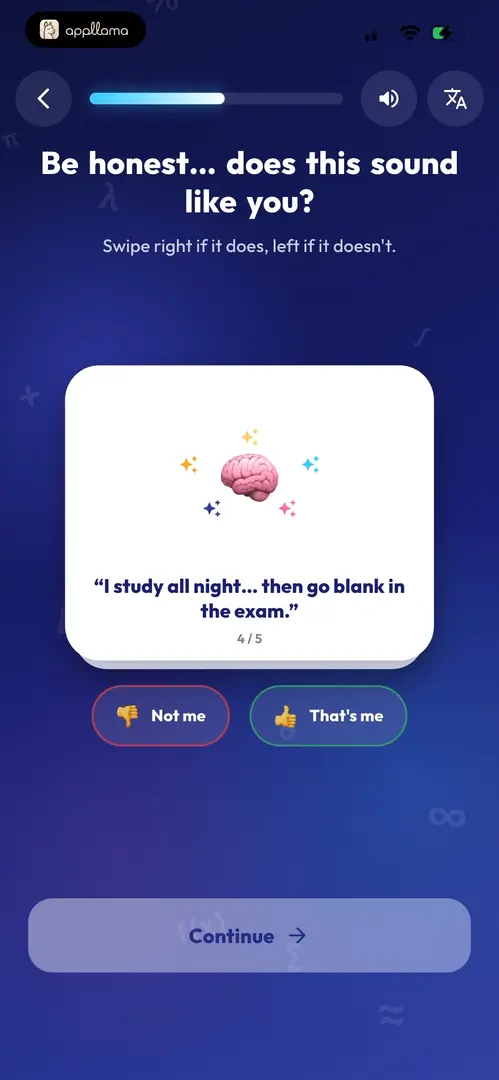 appllama
Be honest... does this sound
like you?
Swipe right if it does, left if it doesn't.
“I study all night... then go blank in
the exam.”
4 / 5
👎 Not me
👍 That's me
Continue →